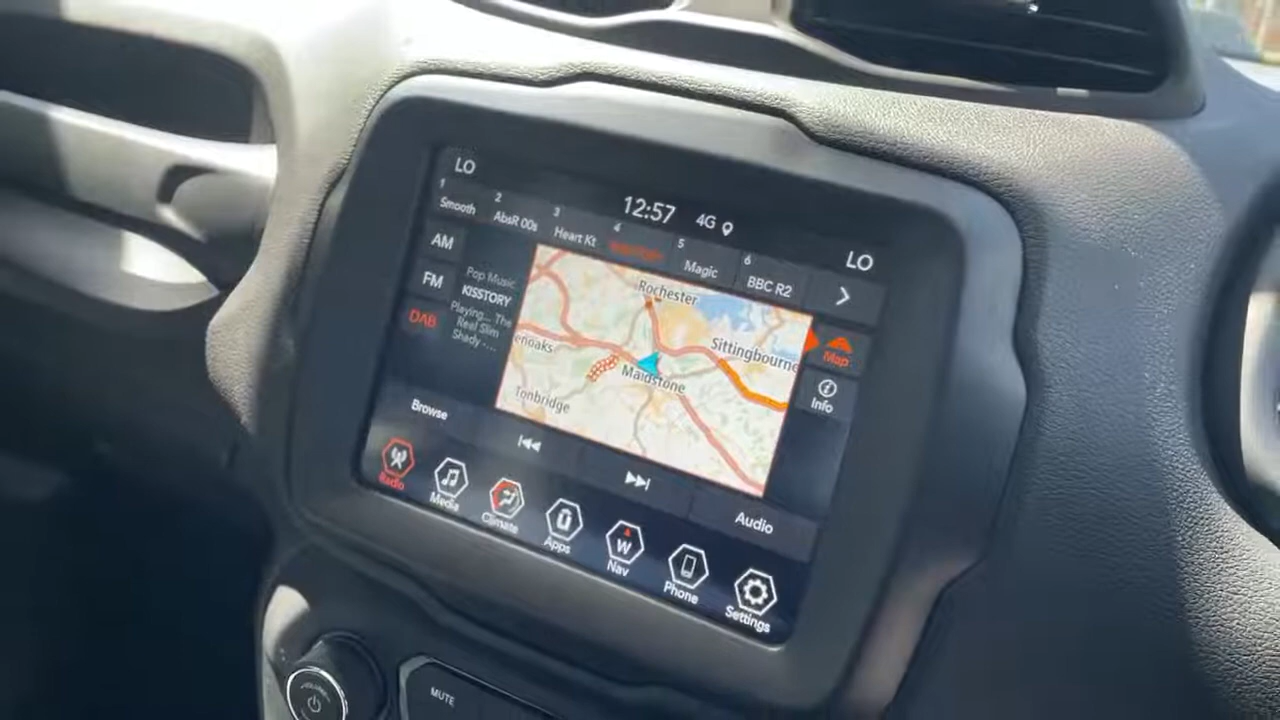 LO
12:57 4G
LO
1 Smooth
2 AbsR 00s
3 Heart Kt
4
5 Magic
6 BBC R2
AM
FM
DAB
Pop Music
KISSTORY
Playing... The
Real Slim
Shady -...
Rochester
Sittingbourne
enoaks
Maidstone
Tonbridge
Map
Info
Browse
Audio
Radio
Media
Climate
Apps
W
Nav
Phone
Settings
VOLUME
MUTE